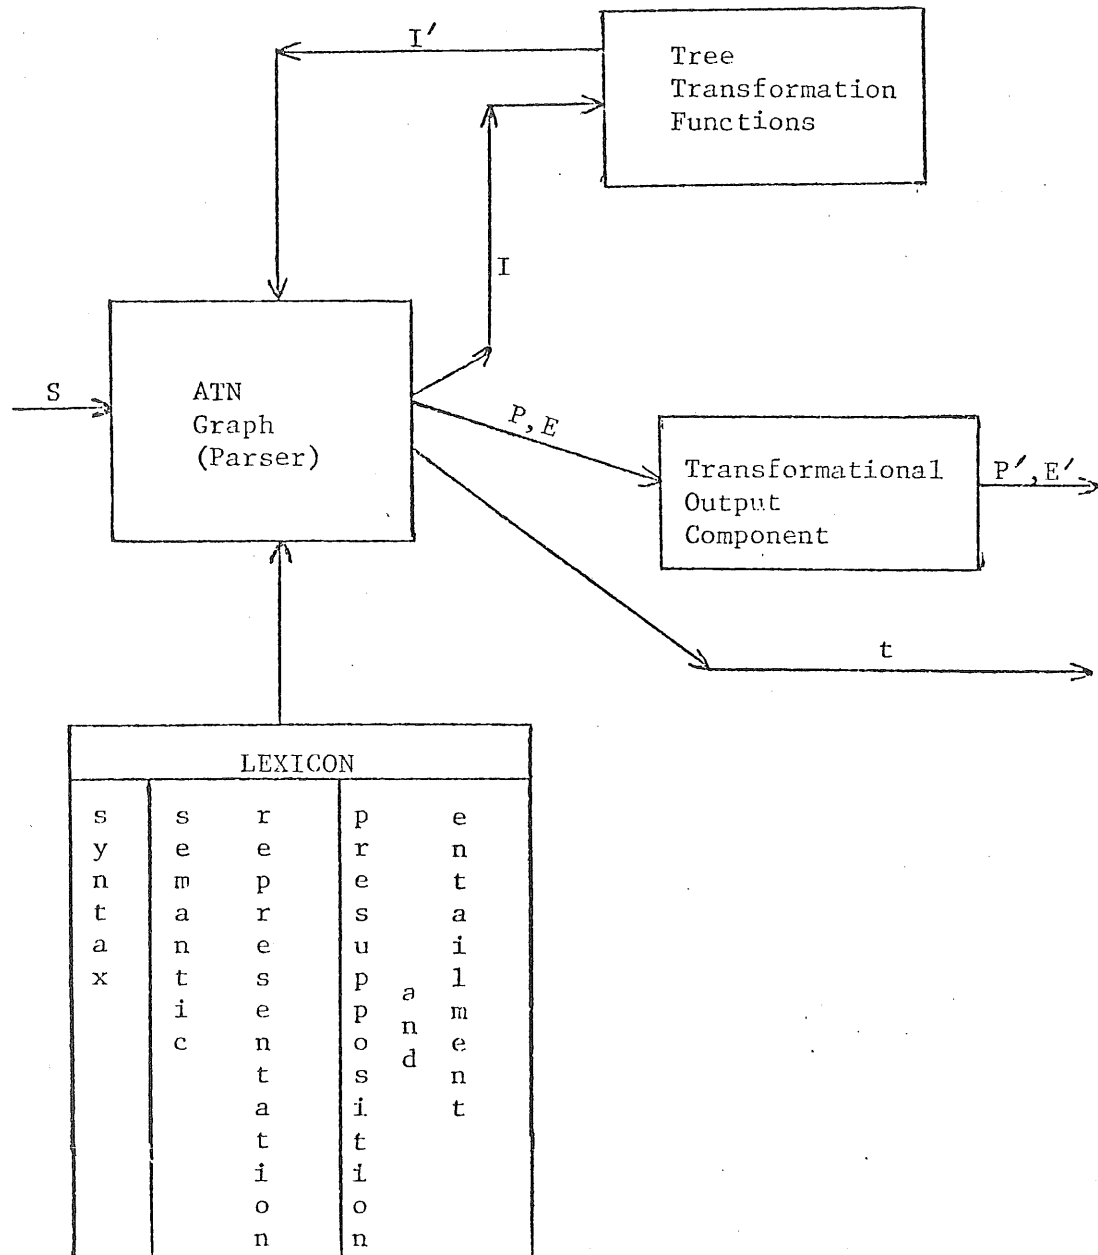 I′
Tree
Transformation
Functions
I
S
ATN
Graph
(Parser)
P, E
Transformational
Output
Component
P′, E′
t
LEXICON
syntax
semantic
representation
presupposition
and
entailment